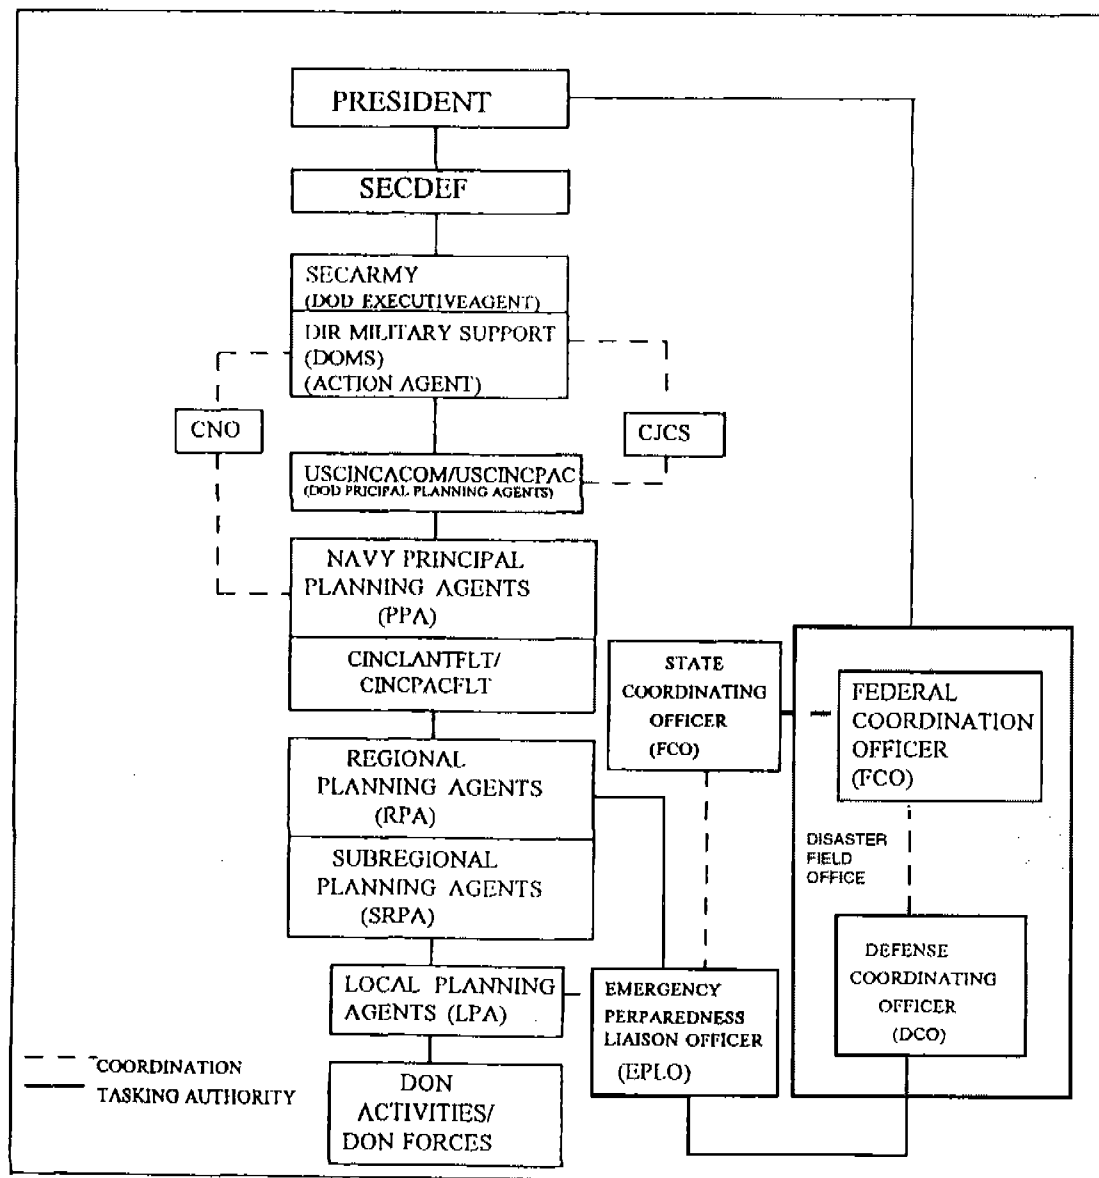 PRESIDENT
SECDEF
SECARMY
(DOD EXECUTIVEAGENT)
DIR MILITARY SUPPORT
(DOMS)
(ACTION AGENT)
CNO
CJCS
USCINCACOM/USCINCPAC
(DOD PRICIPAL PLANNING AGENTS)
NAVY PRINCIPAL
PLANNING AGENTS
(PPA)
CINCLANTFLT/
CINCPACFLT
STATE
COORDINATING
OFFICER
(FCO)
FEDERAL
COORDINATION
OFFICER
(FCO)
REGIONAL
PLANNING AGENTS
(RPA)
SUBREGIONAL
PLANNING AGENTS
(SRPA)
DISASTER
FIELD
OFFICE
DEFENSE
COORDINATING
OFFICER
(DCO)
LOCAL PLANNING
AGENTS (LPA)
EMERGENCY
PERPAREDNESS
LIAISON OFFICER
(EPLO)
COORDINATION
TASKING AUTHORITY
DON
ACTIVITIES/
DON FORCES